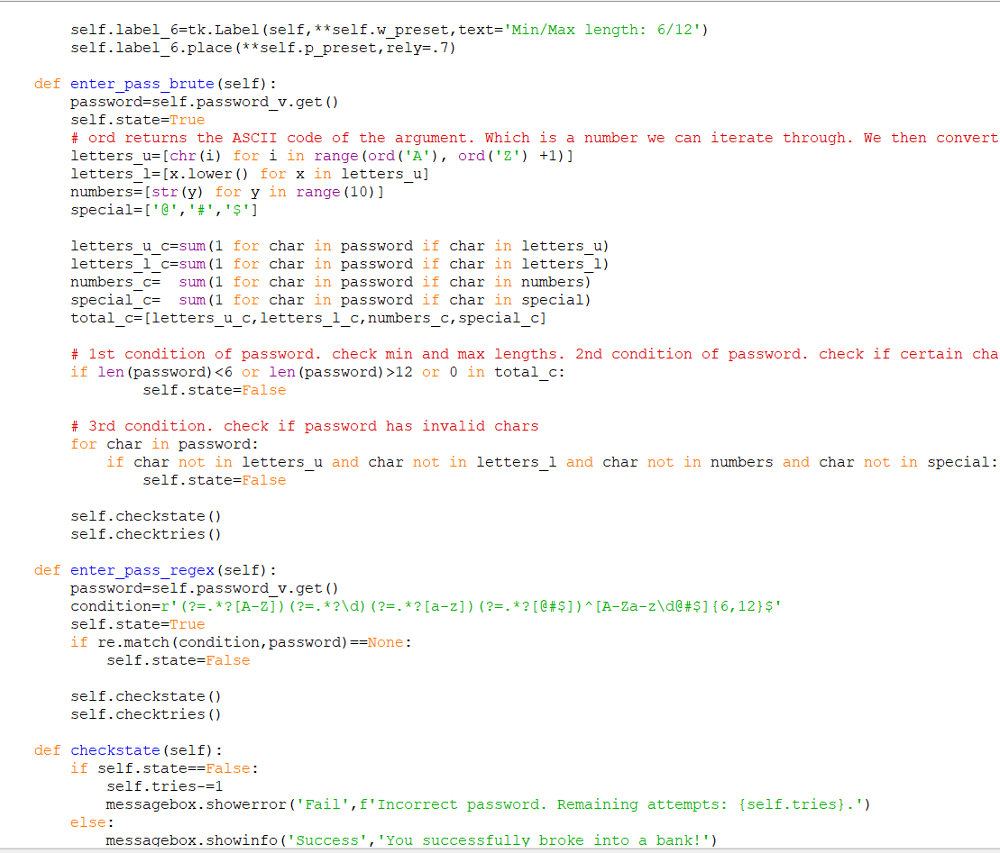 self.label_6=tk.Label(self,**self.w_preset,text='Min/Max length: 6/12')
self.label_6.place(**self.p_preset,rely=.7)
def enter_pass_brute(self):
password=self.password_v.get()
self.state=True
# ord returns the ASCII code of the argument. Which is a number we can iterate through. We then convert
letters_u=[chr(i) for i in range(ord('A'), ord('Z') +1)]
letters_l=[x.lower() for x in letters_u]
numbers=[str(y) for y in range(10)]
special=['@','#','$']
letters_u_c=sum(1 for char in password if char in letters_u)
letters_l_c=sum(1 for char in password if char in letters_l)
numbers_c=  sum(1 for char in password if char in numbers)
special_c=  sum(1 for char in password if char in special)
total_c=[letters_u_c,letters_l_c,numbers_c,special_c]
# 1st condition of password. check min and max lengths. 2nd condition of password. check if certain cha
if len(password)<6 or len(password)>12 or 0 in total_c:
self.state=False
# 3rd condition. check if password has invalid chars
for char in password:
if char not in letters_u and char not in letters_l and char not in numbers and char not in special:
self.state=False
self.checkstate()
self.checktries()
def enter_pass_regex(self):
password=self.password_v.get()
condition=r'(?=.*?[A-Z])(?=.*?\d)(?=.*?[a-z])(?=.*?[@#$])^[A-Za-z\d@#$]{6,12}$'
self.state=True
if re.match(condition,password)==None:
self.state=False
self.checkstate()
self.checktries()
def checkstate(self):
if self.state==False:
self.tries-=1
messagebox.showerror('Fail',f'Incorrect password. Remaining attempts: {self.tries}.')
else:
messagebox.showinfo('Success','You successfully broke into a bank!')